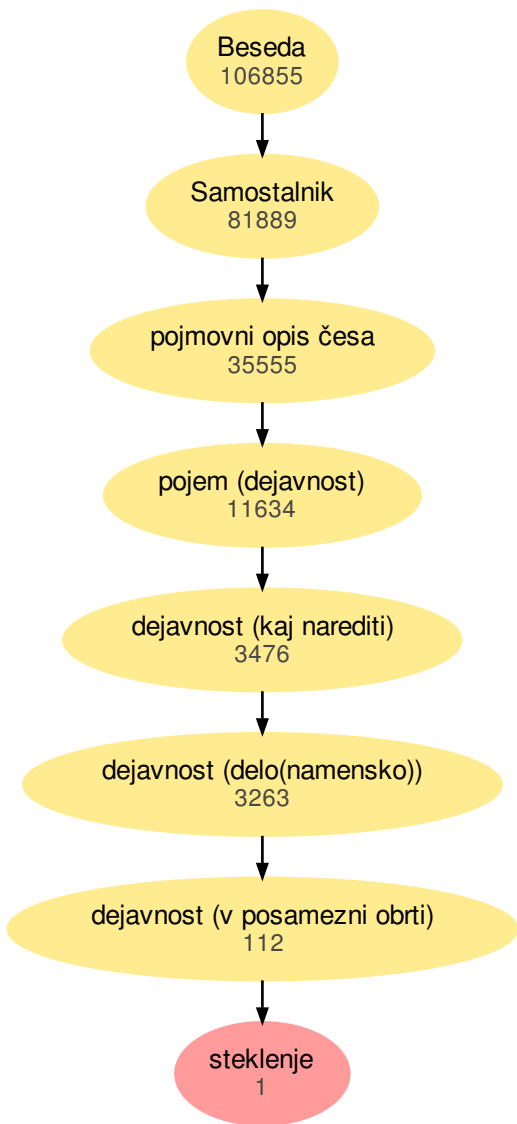 Beseda
106855
Samostalnik
81889
pojmovni opis česa
35555
pojem (dejavnost)
11634
dejavnost (kaj narediti)
3476
dejavnost (delo(namensko))
3263
dejavnost (v posamezni obrti)
112
steklenje
1